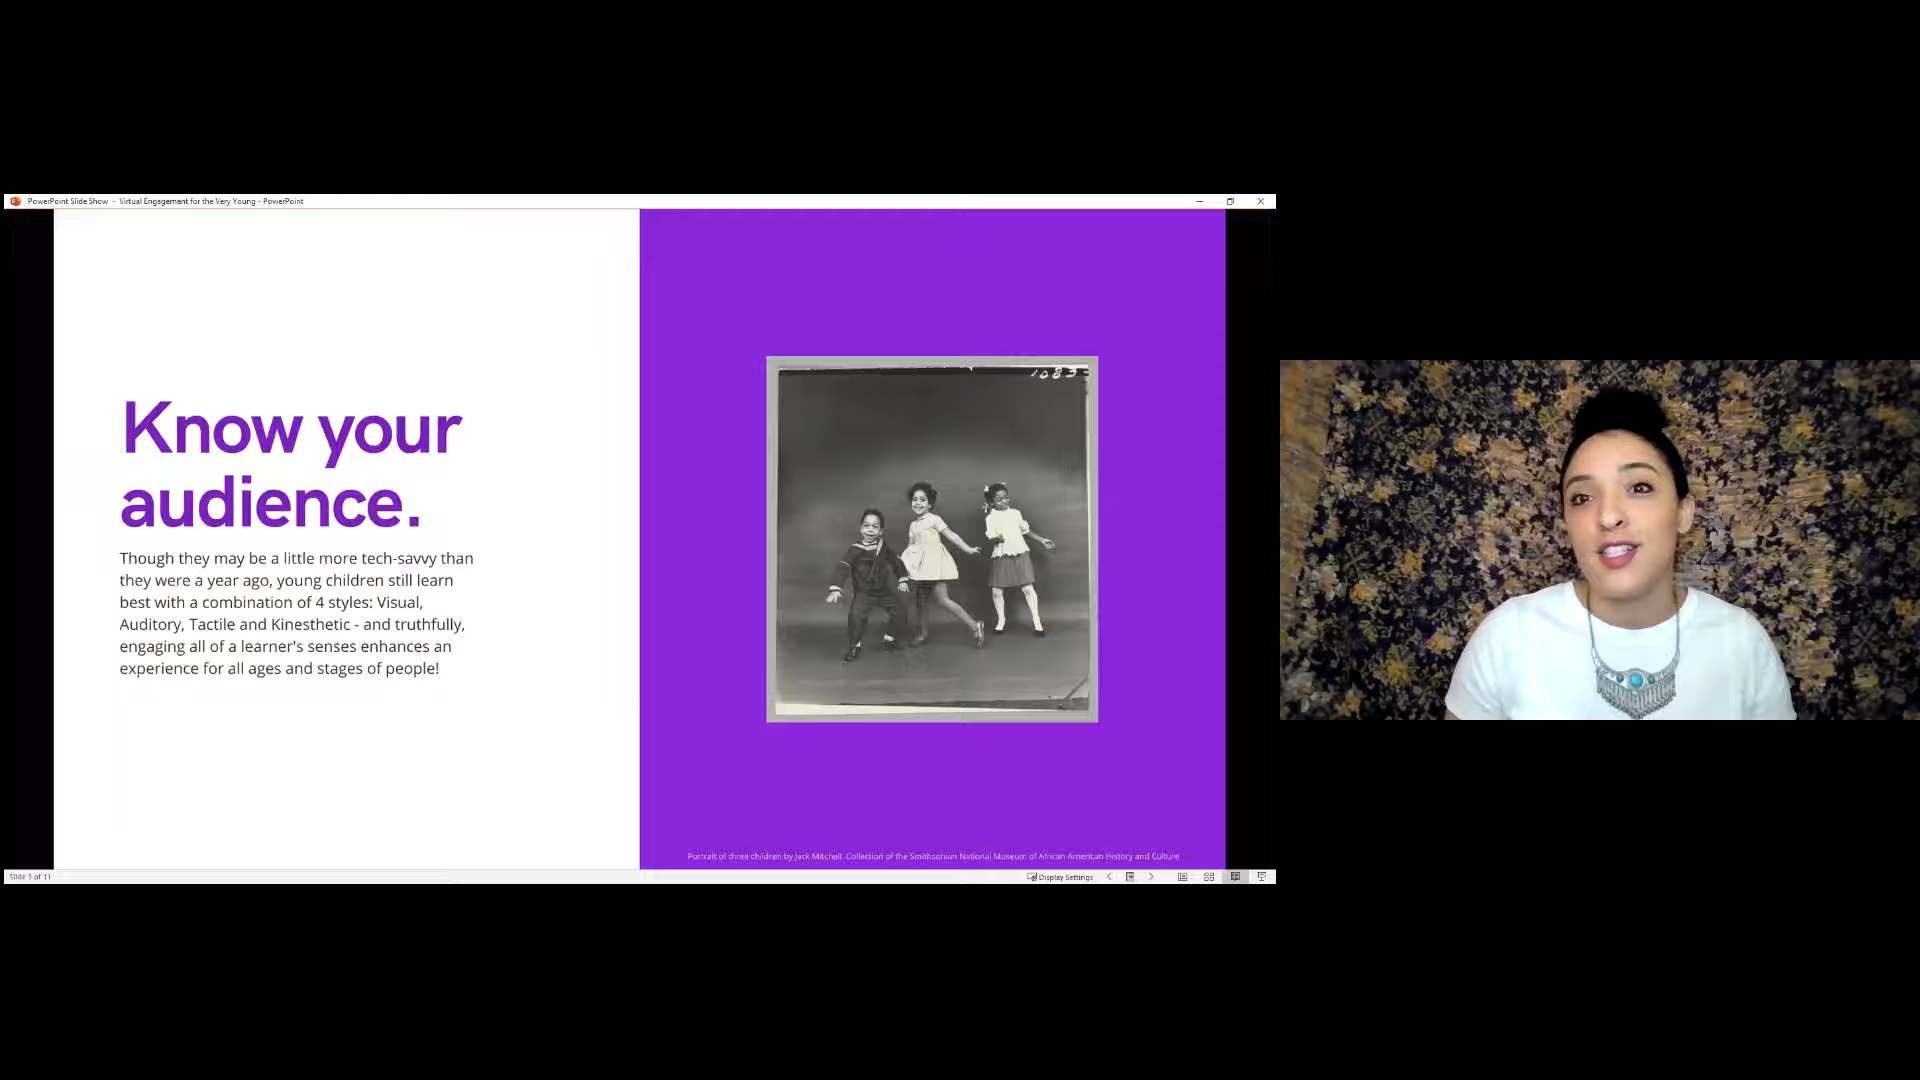 PowerPoint Slide Show - Virtual Engagement for the Very Young - PowerPoint
Know your
audience.
Though they may be a little more tech-savvy than
they were a year ago, young children still learn
best with a combination of 4 styles: Visual,
Auditory, Tactile and Kinesthetic - and truthfully,
engaging all of a learner's senses enhances an
experience for all ages and stages of people!
1083
Portrait of three children by Jack Mitchell. Collection of the Smithsonian National Museum of African American History and Culture
Slide 3 of 11
Display Settings